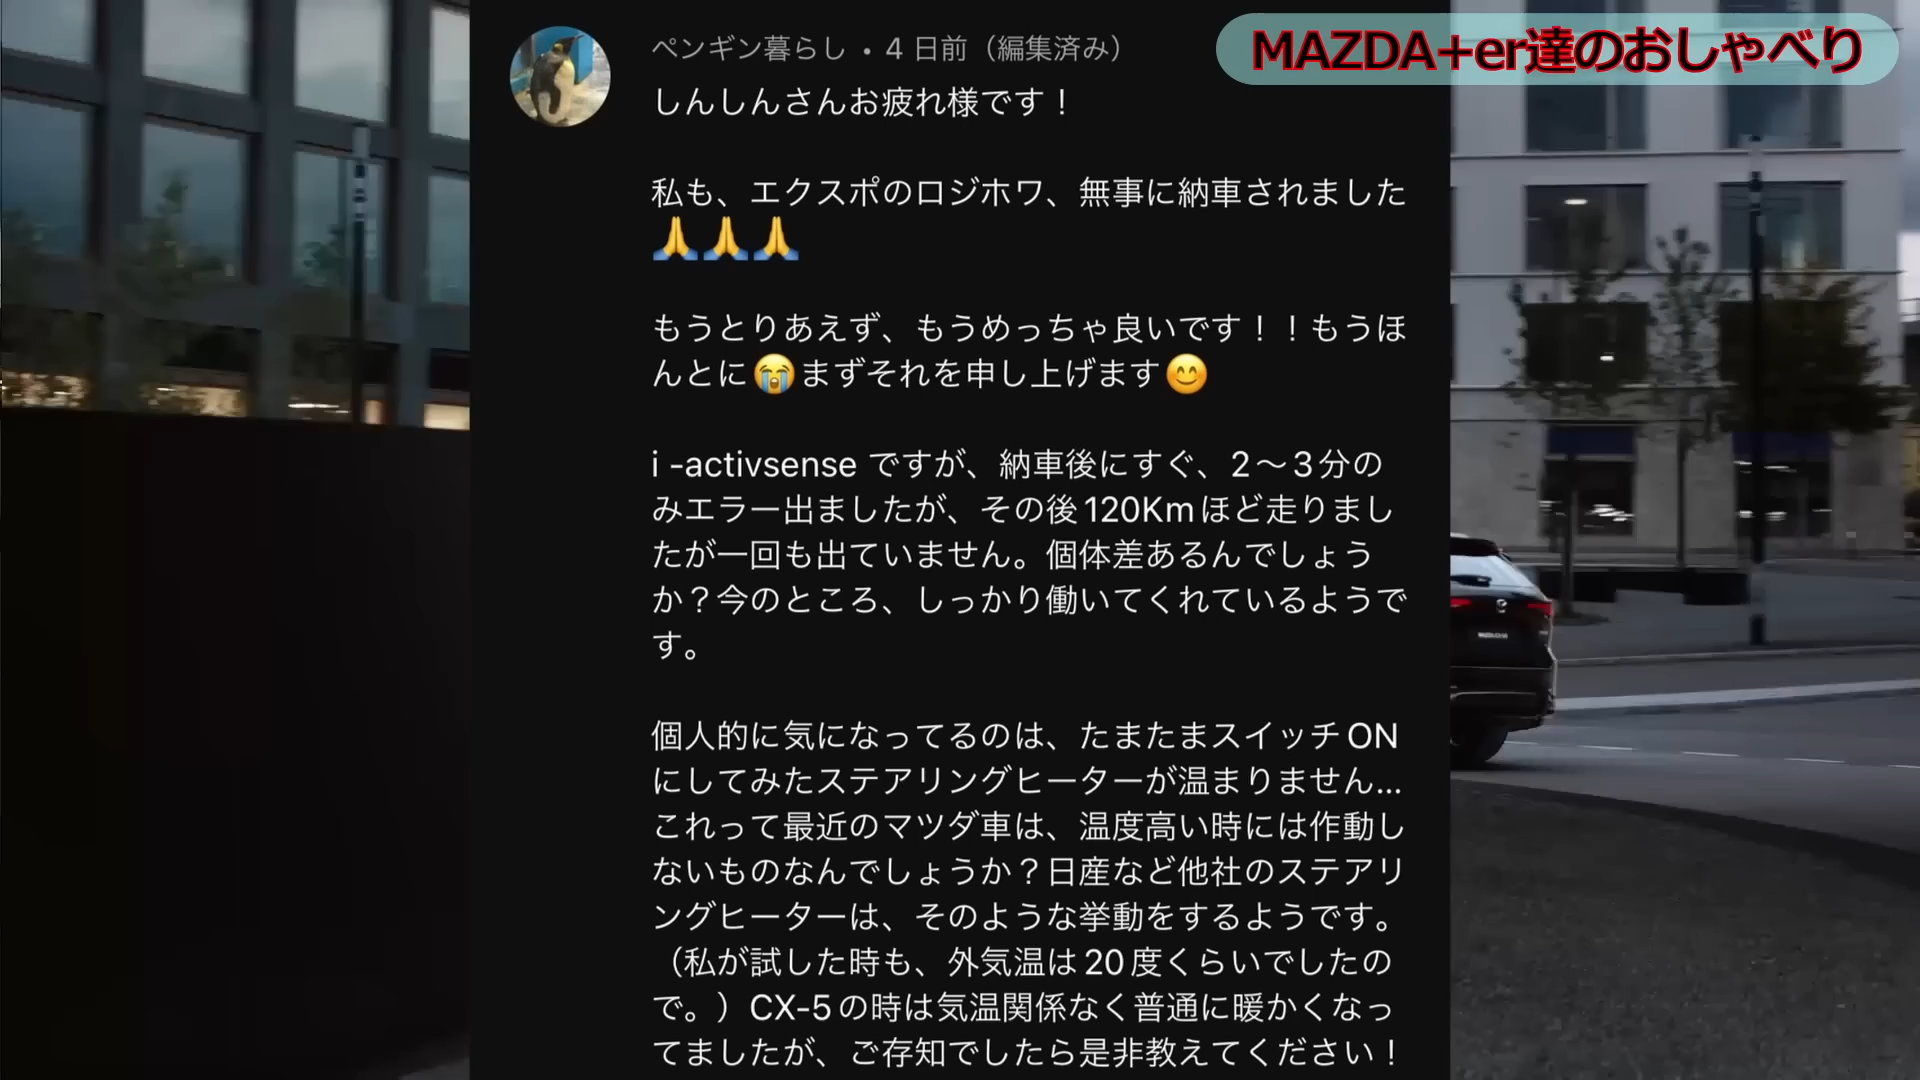 MAZDA+er達のおしゃべり
ペンギン暮らし・4 日前（編集済み）
しんしんさんお疲れ様です！
私も、エクスポのロジホワ、無事に納車されました
🙏🙏🙏
もうとりあえず、もうめっちゃ良いです！！もうほ
んとに😭まずそれを申し上げます😊
i -activsense ですが、納車後にすぐ、2〜3分の
みエラー出ましたが、その後120Kmほど走りまし
たが一回も出ていません。個体差あるんでしょう
か？今のところ、しっかり働いてくれているようで
す。
個人的に気になってるのは、たまたまスイッチON
にしてみたステアリングヒーターが温まりません…
これって最近のマツダ車は、温度高い時には作動し
ないものなんでしょうか？日産など他社のステアリ
ングヒーターは、そのような挙動をするようです。
（私が試した時も、外気温は20度くらいでしたの
で。）CX-5の時は気温関係なく普通に暖かくなっ
てましたが、ご存知でしたら是非教えてください！